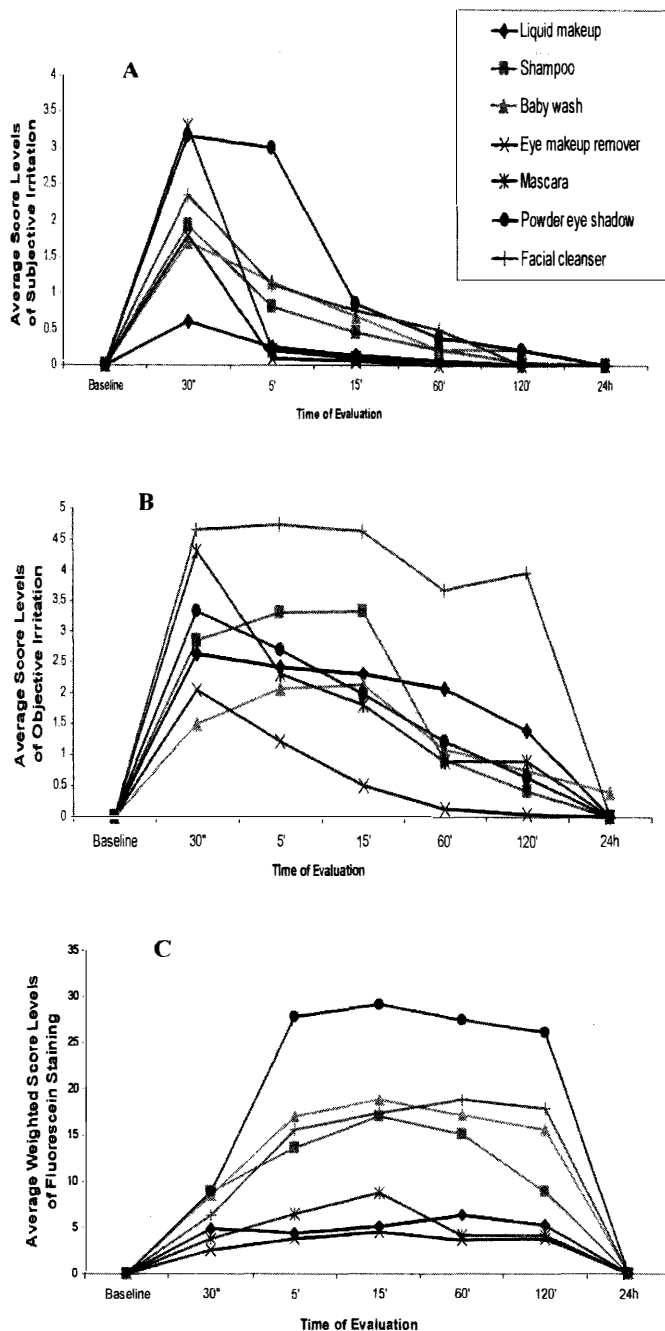 Liquid makeup
Shampoo
Baby wash
Eye makeup remover
Mascara
Powder eye shadow
Facial cleanser
A
Average Score Levels
of Subjective Irritation
4
3.5
3
2.5
2
1.5
1
0.5
0
Baseline 30" 5' 15' 60' 120' 24h
Time of Evaluation
B
Average Score Levels
of Objective Irritation
5
4.5
4
3.5
3
2.5
2
1.5
1
0.5
0
Baseline 30" 5' 15' 60' 120' 24h
Time of Evaluation
C
Average Weighted Score Levels
of Fluorescein Staining
35
30
25
20
15
10
5
0
Baseline 30" 5' 15' 60' 120' 24h
Time of Evaluation